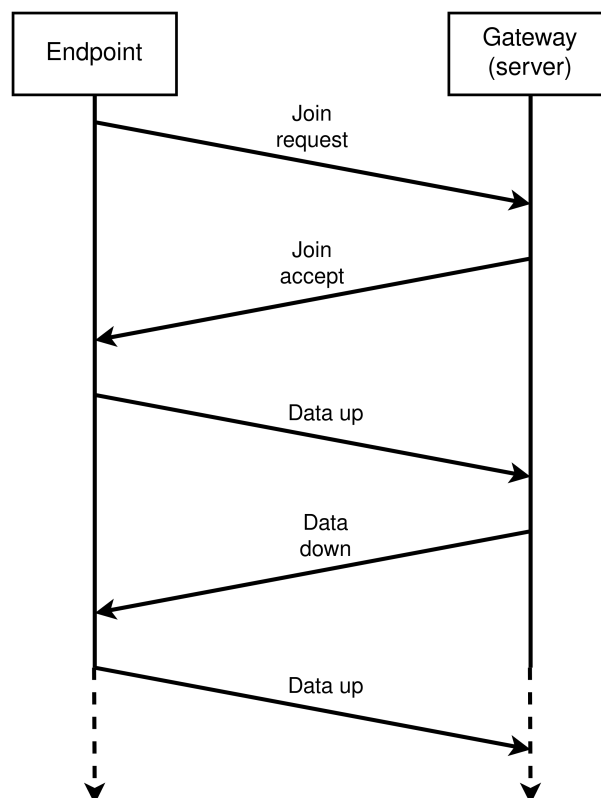 Endpoint
Gateway
(server)
Join
request
Join
accept
Data up
Data
down
Data up